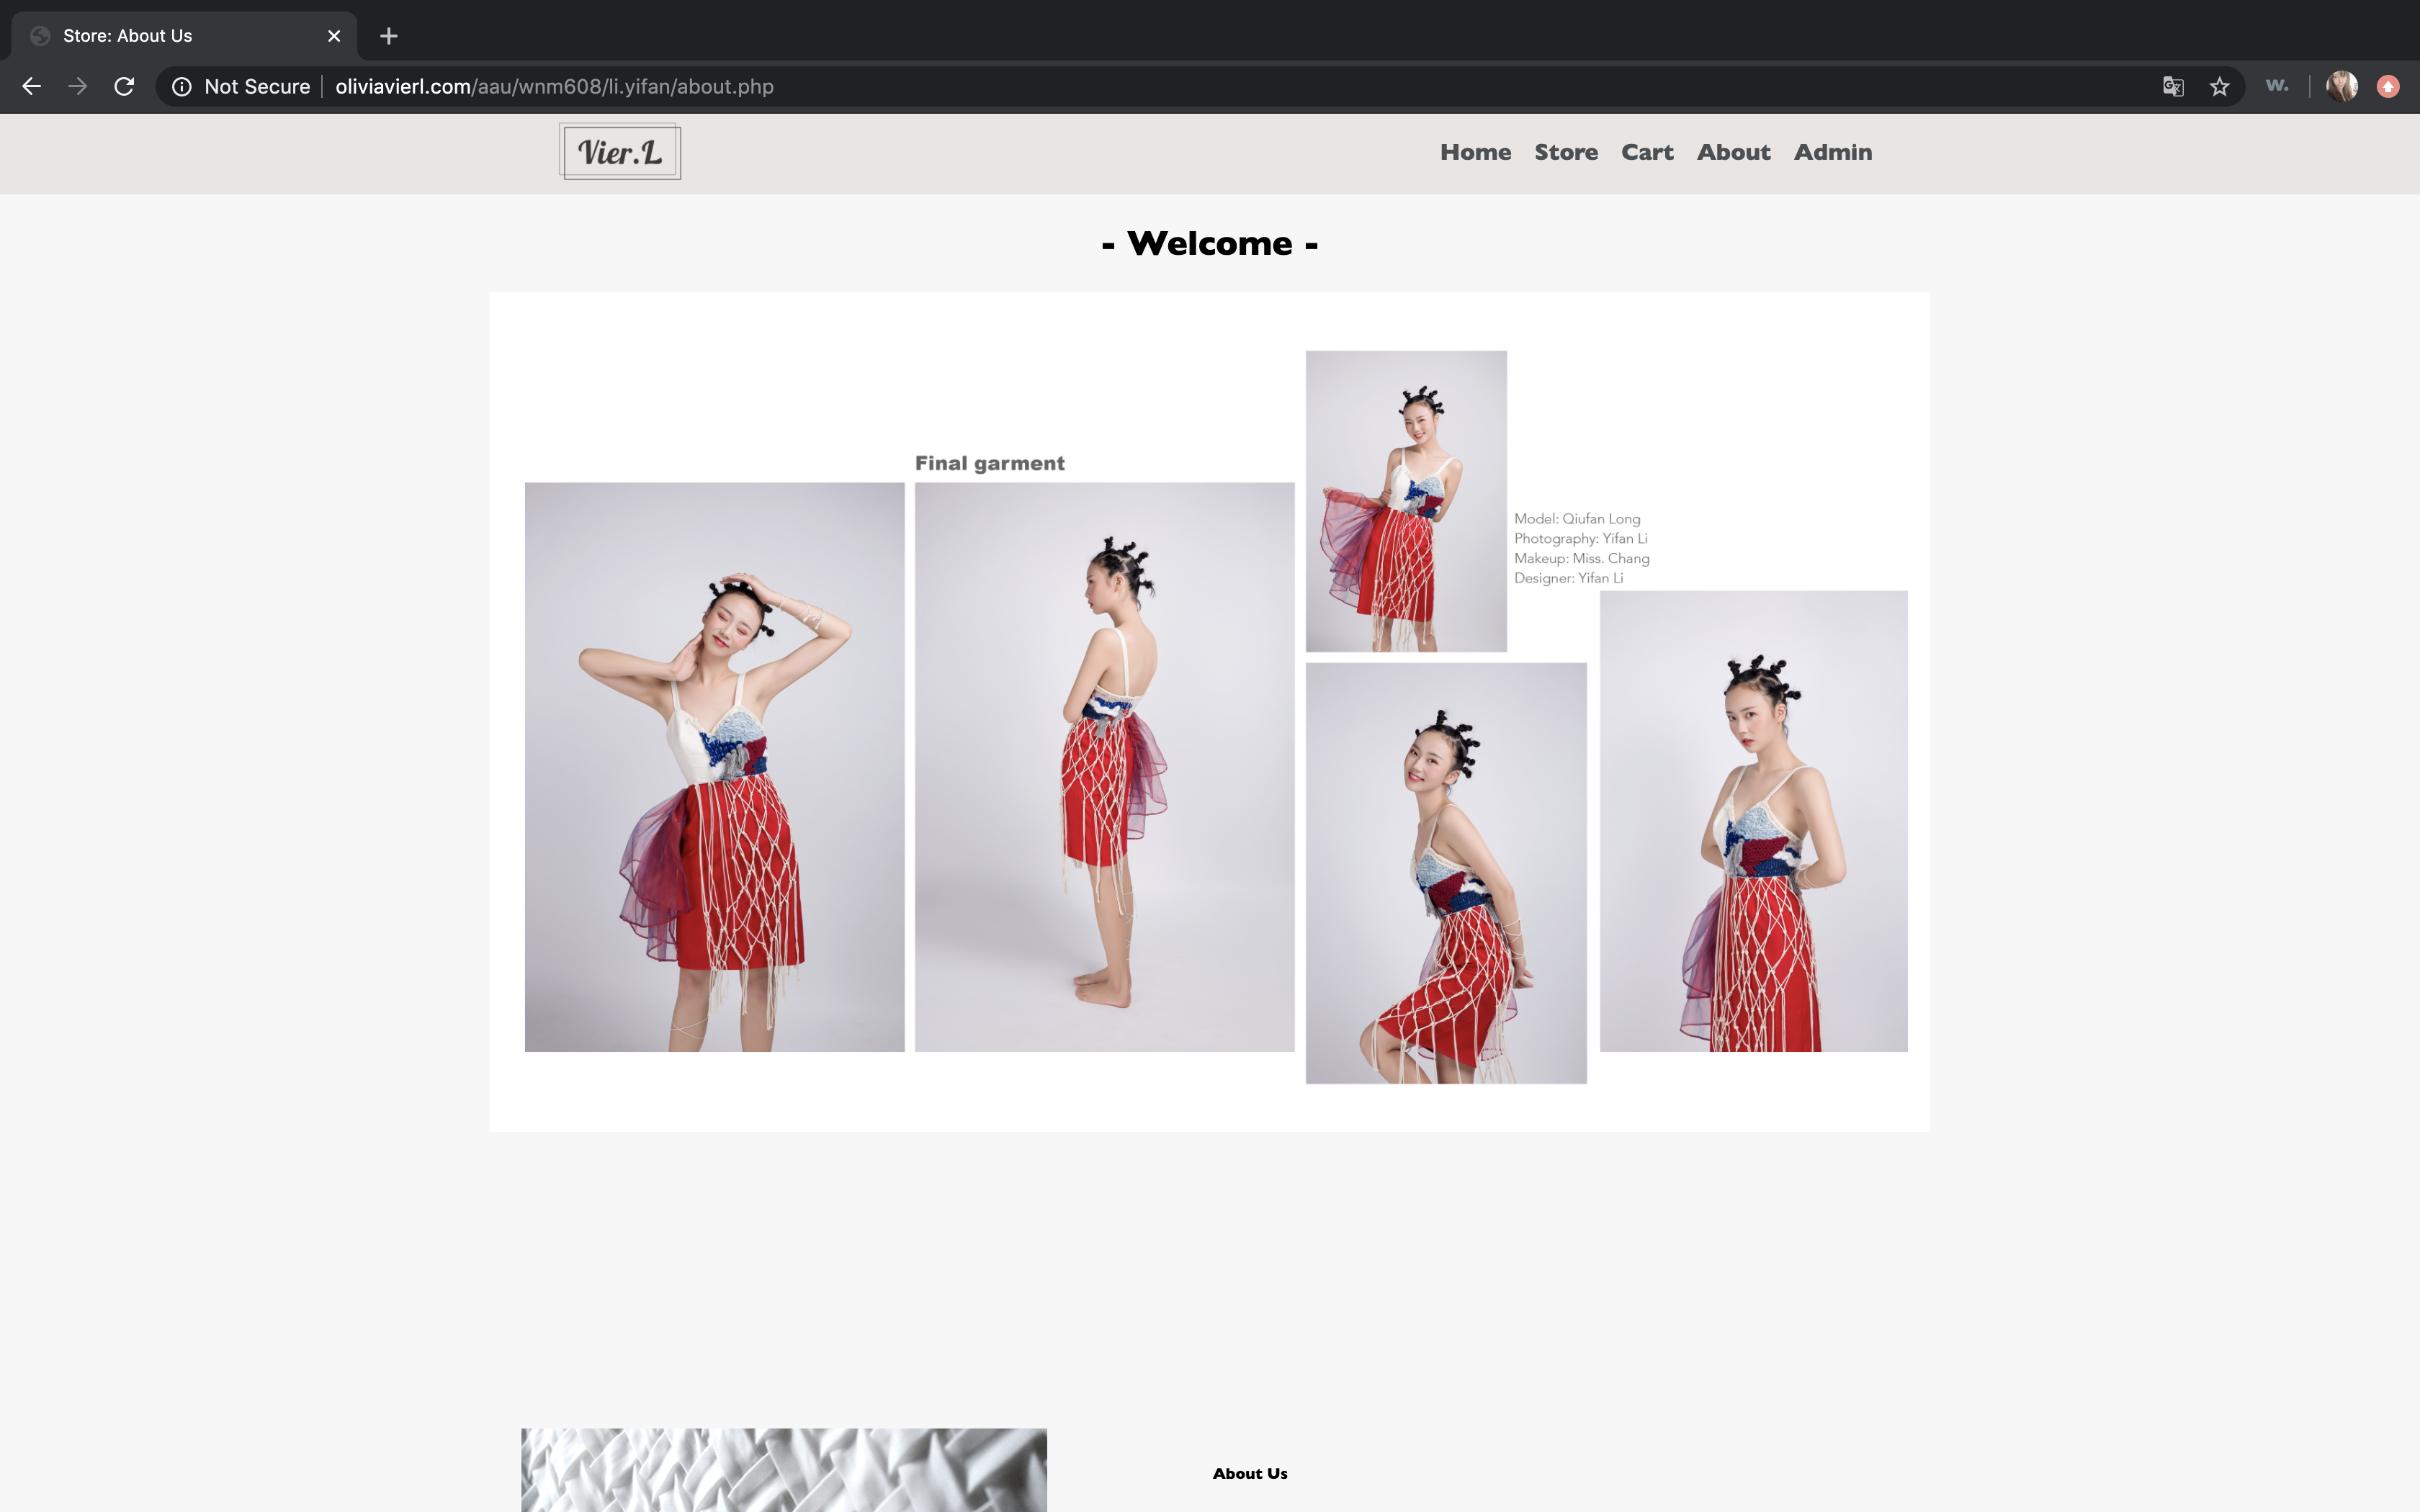 Store: About Us
Not Secure
oliviavierl.com/aau/wnm608/li.yifan/about.php
w.
Vier.L
Home Store Cart About Admin
- Welcome -
Final garment
Model: Qiufan Long
Photography: Yifan Li
Makeup: Miss. Chang
Designer: Yifan Li
About Us